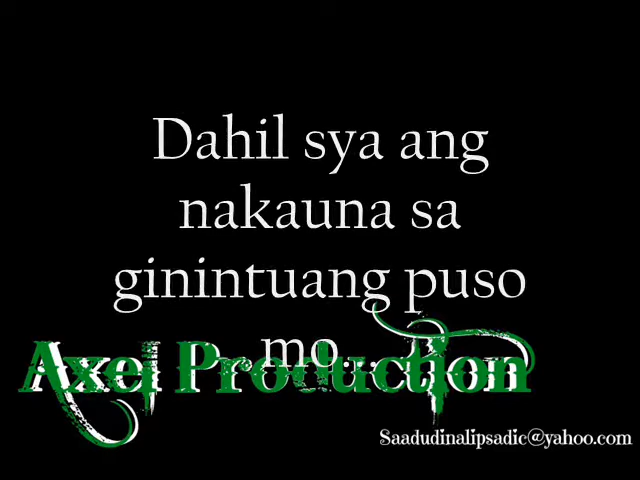 Dahil sya ang
nakauna sa
ginintuang puso
mo...
Axel Production
Saadudinalipsadic@yahoo.com